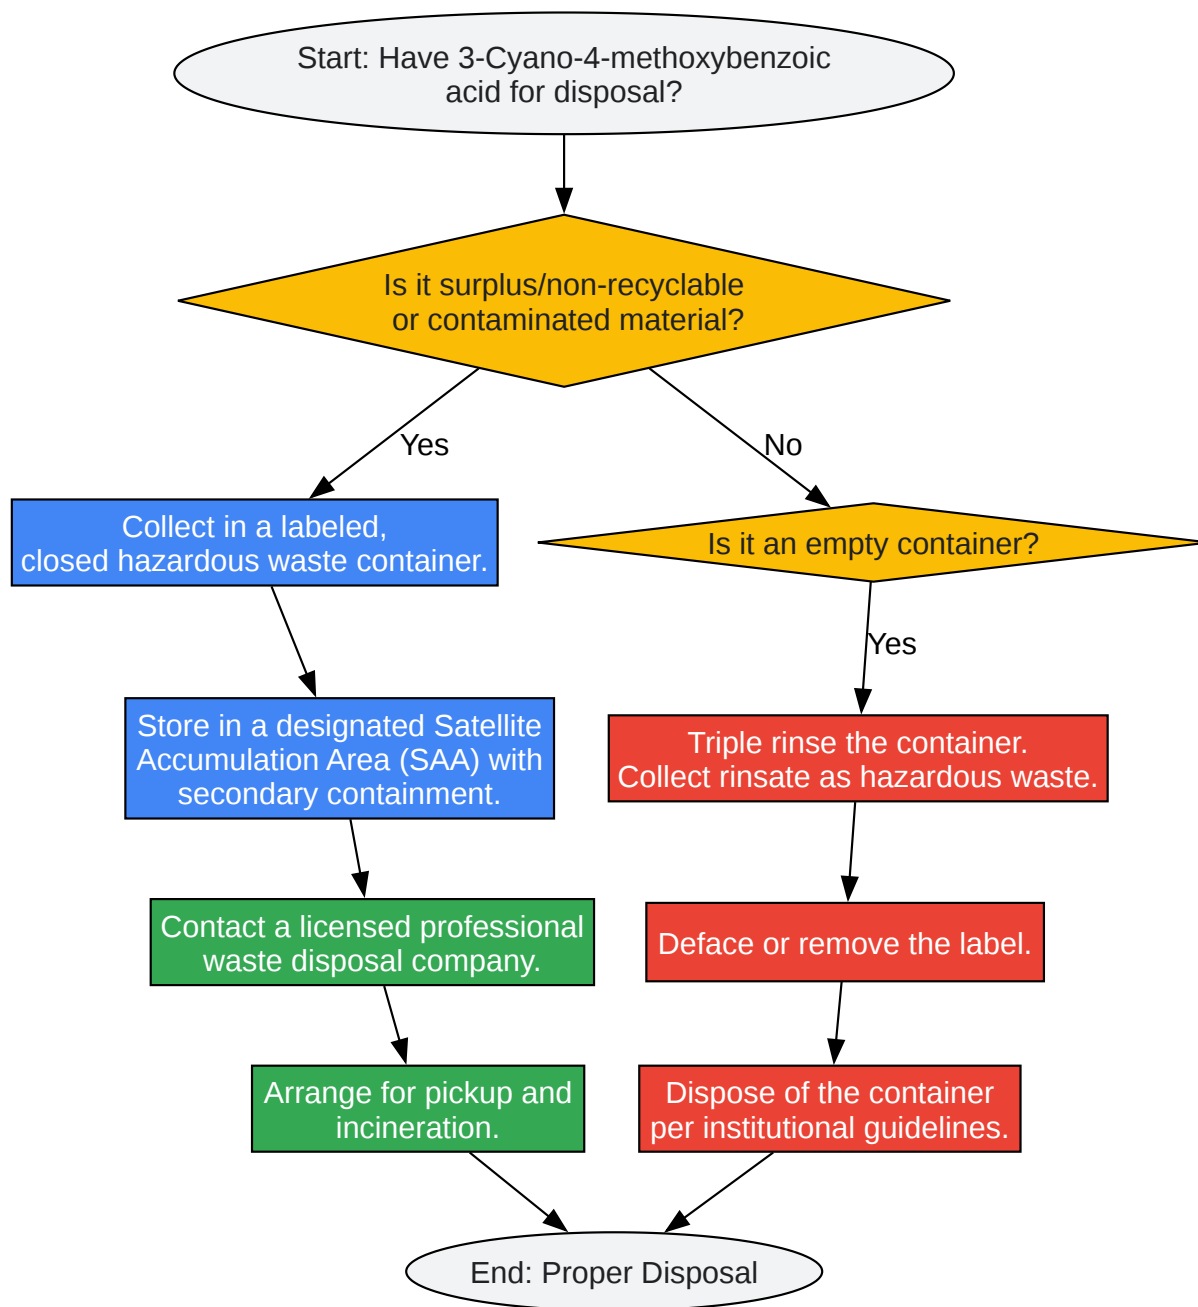 Start: Have 3-Cyano-4-methoxybenzoic
acid for disposal?
Is it surplus/non-recyclable
or contaminated material?
Yes
No
Collect in a labeled,
closed hazardous waste container.
Is it an empty container?
Yes
Store in a designated Satellite
Accumulation Area (SAA) with
secondary containment.
Triple rinse the container.
Collect rinsate as hazardous waste.
Contact a licensed professional
waste disposal company.
Deface or remove the label.
Arrange for pickup and
incineration.
Dispose of the container
per institutional guidelines.
End: Proper Disposal